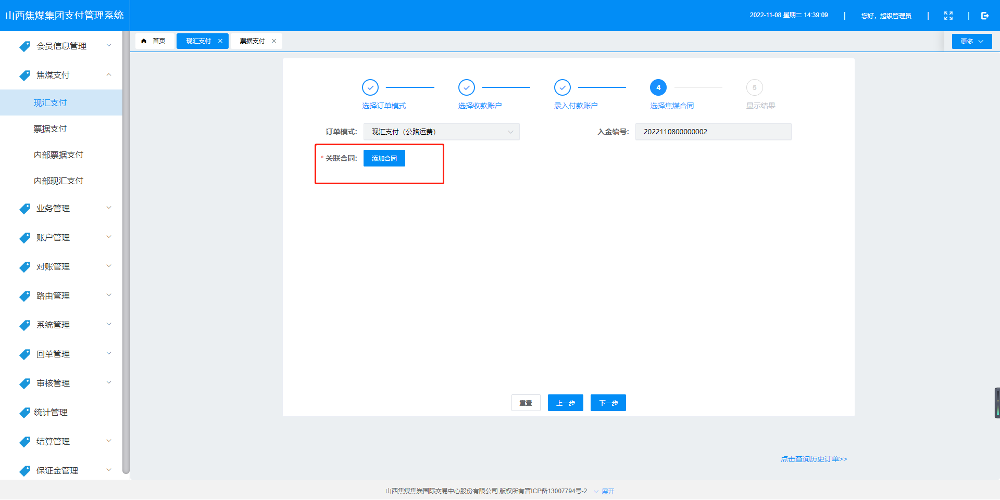 山西焦煤集团支付管理系统
2022-11-08 星期二 14:39:09
您好，超级管理员
首页
现汇支付
票据支付
更多
会员信息管理
焦煤支付
现汇支付
票据支付
内部票据支付
内部现汇支付
业务管理
账户管理
对账管理
路由管理
系统管理
回单管理
审核管理
统计管理
结算管理
保证金管理
4
5
选择订单模式
选择收款账户
录入付款账户
选择焦煤合同
显示结果
订单模式:
现汇支付（公路运费）
入金编号:
2022110800000002
* 关联合同:
添加合同
重置
上一步
下一步
点击查询历史订单>>
山西焦煤焦炭国际交易中心股份有限公司 版权所有晋ICP备13007794号-2
展开